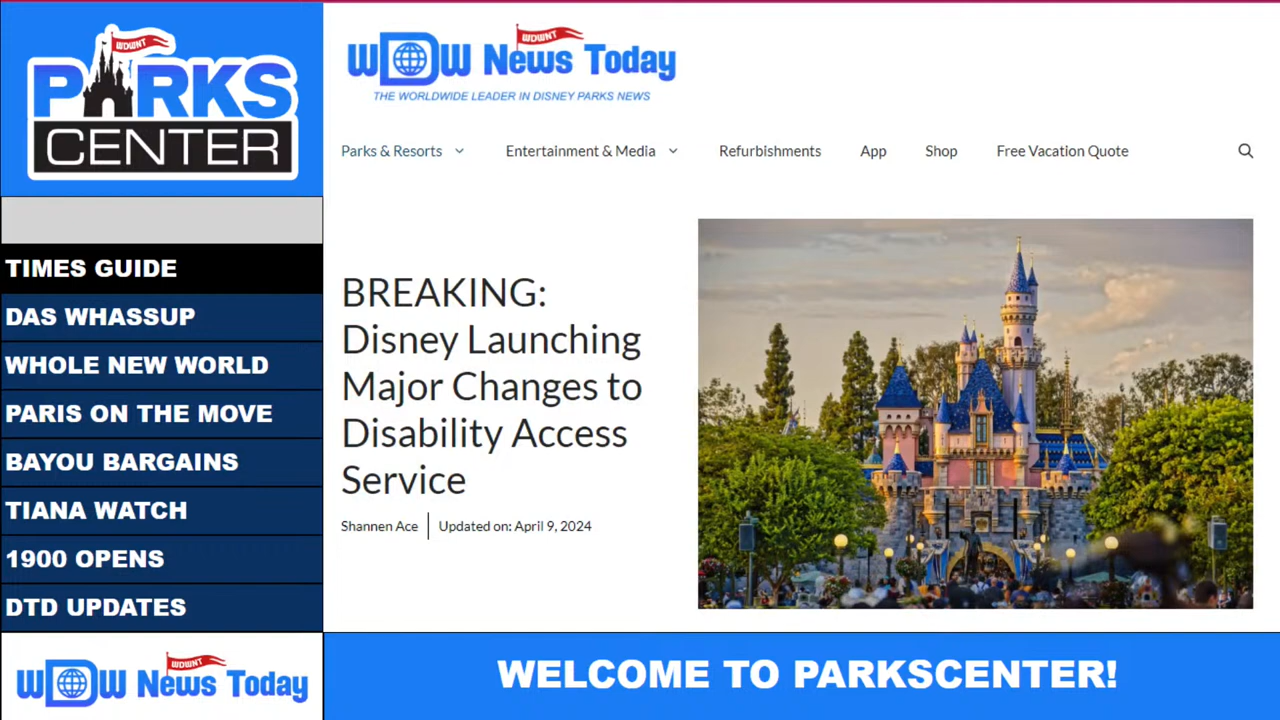 WDWNT
PARKS
CENTER
TIMES GUIDE
DAS WHASSUP
WHOLE NEW WORLD
PARIS ON THE MOVE
BAYOU BARGAINS
TIANA WATCH
1900 OPENS
DTD UPDATES
WDWNT
WDW News Today
WDWNT
WDW News Today
THE WORLDWIDE LEADER IN DISNEY PARKS NEWS
Parks & Resorts
Entertainment & Media
Refurbishments
App
Shop
Free Vacation Quote
BREAKING:
Disney Launching
Major Changes to
Disability Access
Service
Shannen Ace
Updated on: April 9, 2024
WELCOME TO PARKSCENTER!